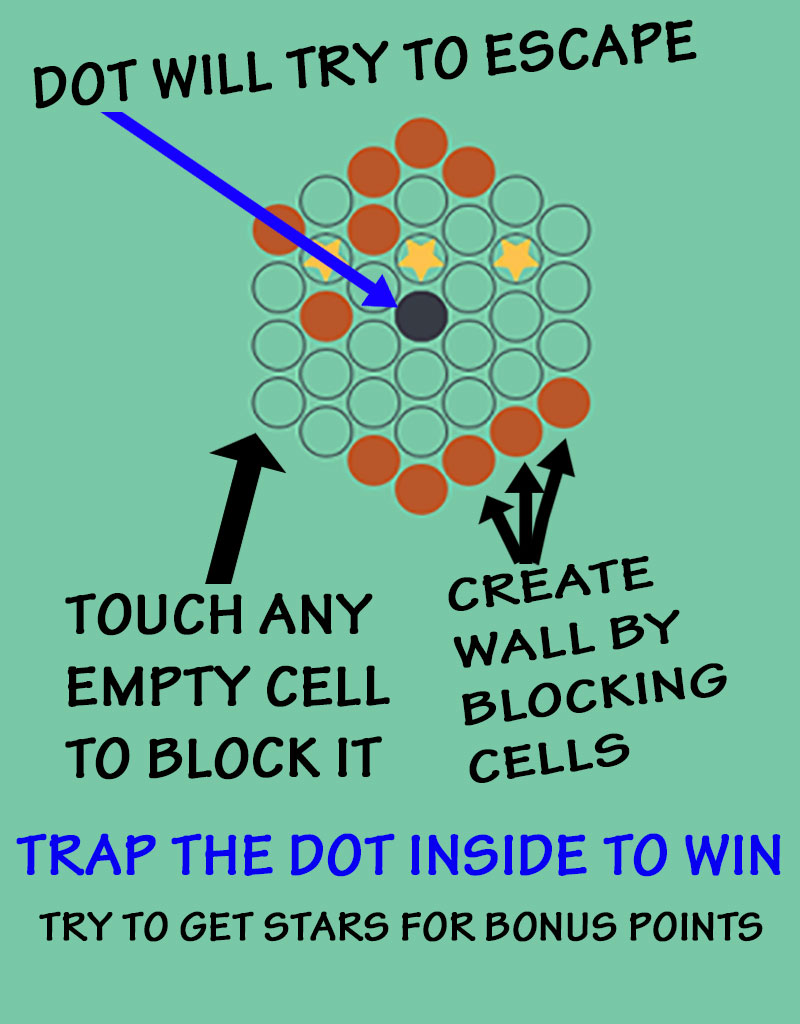 DOT WILL TRY TO ESCAPE
TOUCH ANY
EMPTY CELL
TO BLOCK IT
CREATE
WALL BY
BLOCKING
CELLS
TRAP THE DOT INSIDE TO WIN
TRY TO GET STARS FOR BONUS POINTS